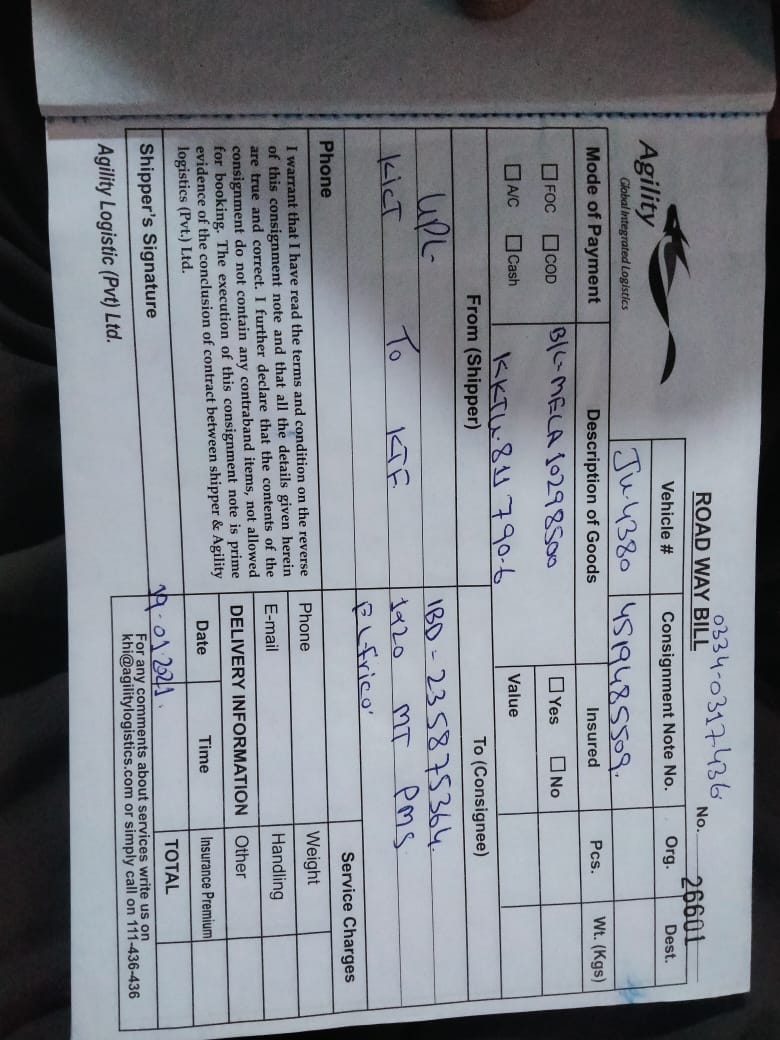 0334-0317436
ROAD WAY BILL
No. 26601
Agility
Global Integrated Logistics
Vehicle # Consignment Note No. Org. Dest.
JU-4380 4519485509.
Mode of Payment Description of Goods Insured Pcs. Wt. (Kgs)
FOC COD B/L-MELA10298500 Yes No
A/C Cash KKTU-811 790-6 Value
From (Shipper) To (Consignee)
UPL IBD - 235875364.
KICT To KTF 1x20 MT PMS
ELfrico
Service Charges
Phone
Phone Weight
E-mail Handling
DELIVERY INFORMATION Other
Date Time Insurance Premium
19-01-2021. TOTAL
I warrant that I have read the terms and condition on the reverse
of this consignment note and that all the details given herein
are true and correct. I further declare that the contents of the
consignment do not contain any contraband items, not allowed
for booking. The execution of this consignment note is prime
evidence of the conclusion of contract between shipper & Agility
logistics (Pvt.) Ltd.
Shipper's Signature
For any comments about services write us on
khi@agilitylogistics.com or simply call on 111-436-436
Agility Logistic (Pvt) Ltd.